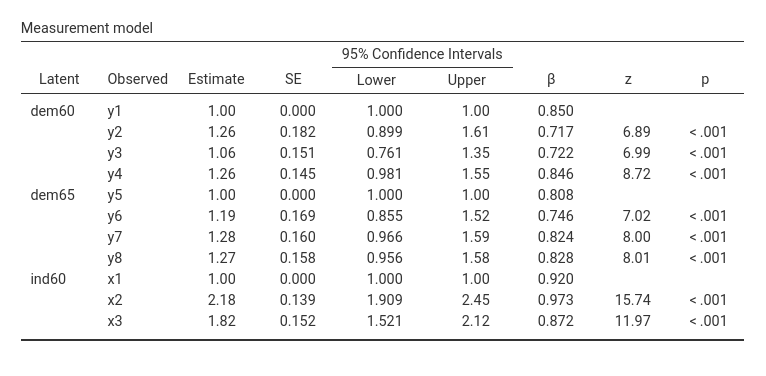 Measurement model
95% Confidence Intervals
Latent Observed Estimate SE Lower Upper β z p
dem60 y1 1.00 0.000 1.000 1.00 0.850
y2 1.26 0.182 0.899 1.61 0.717 6.89 < .001
y3 1.06 0.151 0.761 1.35 0.722 6.99 < .001
y4 1.26 0.145 0.981 1.55 0.846 8.72 < .001
dem65 y5 1.00 0.000 1.000 1.00 0.808
y6 1.19 0.169 0.855 1.52 0.746 7.02 < .001
y7 1.28 0.160 0.966 1.59 0.824 8.00 < .001
y8 1.27 0.158 0.956 1.58 0.828 8.01 < .001
ind60 x1 1.00 0.000 1.000 1.00 0.920
x2 2.18 0.139 1.909 2.45 0.973 15.74 < .001
x3 1.82 0.152 1.521 2.12 0.872 11.97 < .001